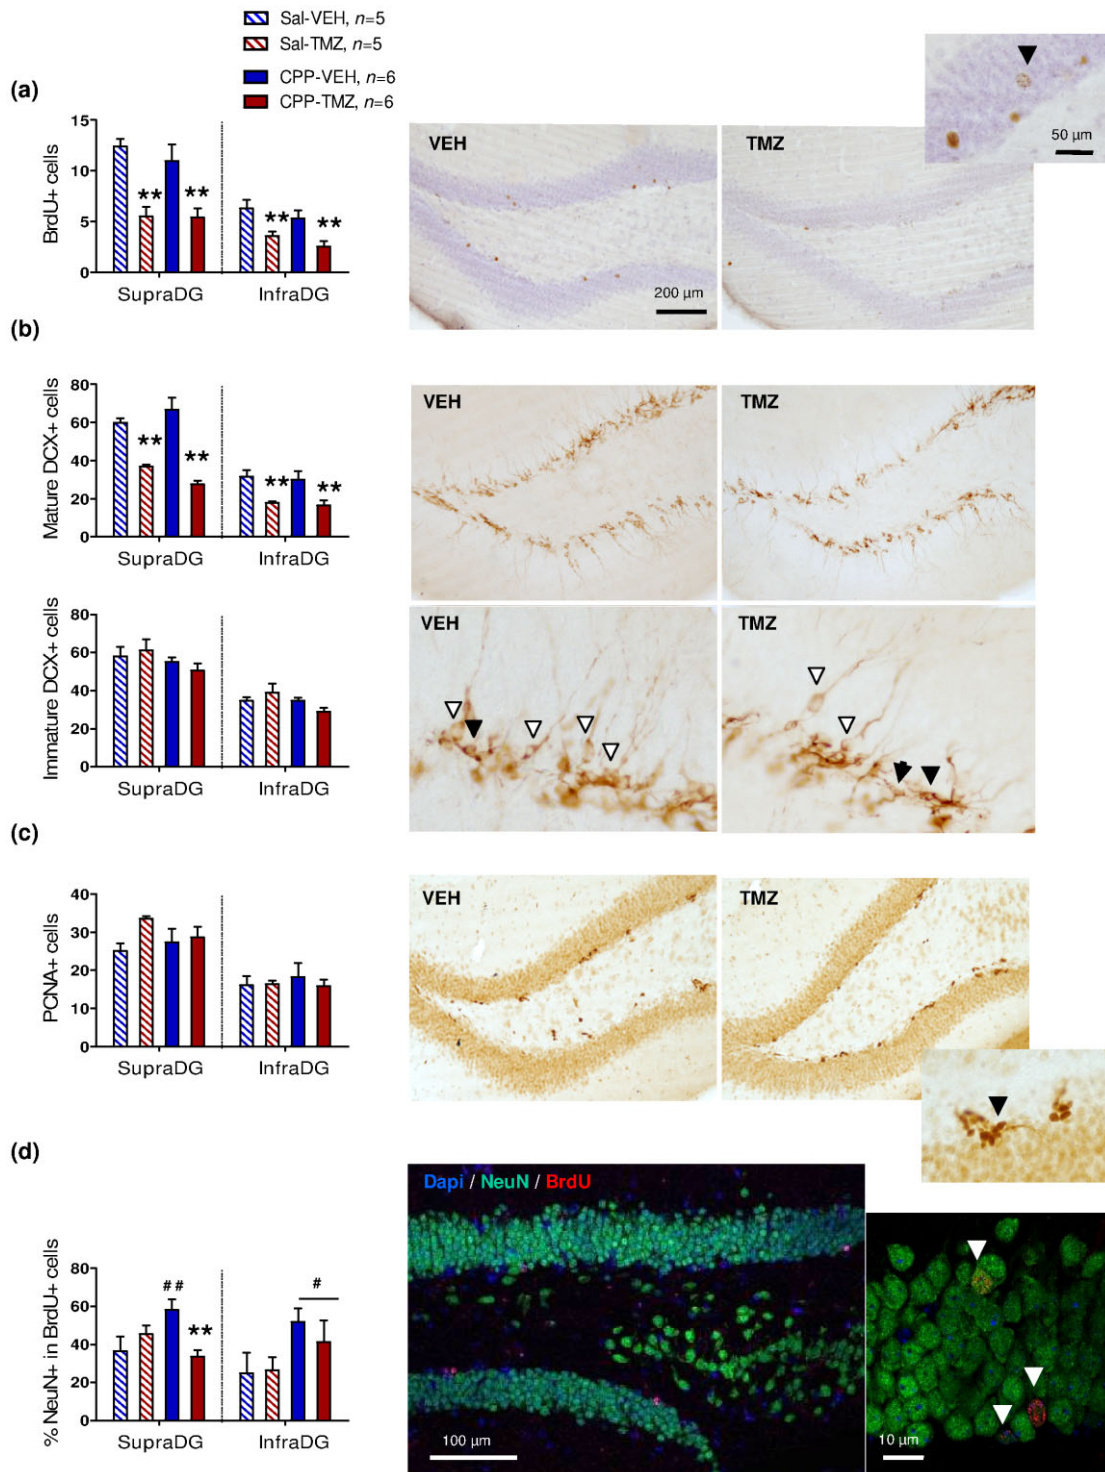 Sal-VEH, n=5
Sal-TMZ, n=5
CPP-VEH, n=6
CPP-TMZ, n=6
(a)
BrdU+ cells
15
10
5
0
** ** ** **
SupraDG InfraDG
VEH
200 µm
TMZ
50 µm
(b)
Mature DCX+ cells
80
60
40
20
0
** ** ** **
SupraDG InfraDG
VEH
TMZ
Immature DCX+ cells
80
60
40
20
0
SupraDG InfraDG
VEH
TMZ
(c)
PCNA+ cells
40
30
20
10
0
SupraDG InfraDG
VEH
TMZ
(d)
% NeuN+ in BrdU+ cells
80
60
40
20
0
## ** #
SupraDG InfraDG
Dapi / NeuN / BrdU
100 µm
10 µm